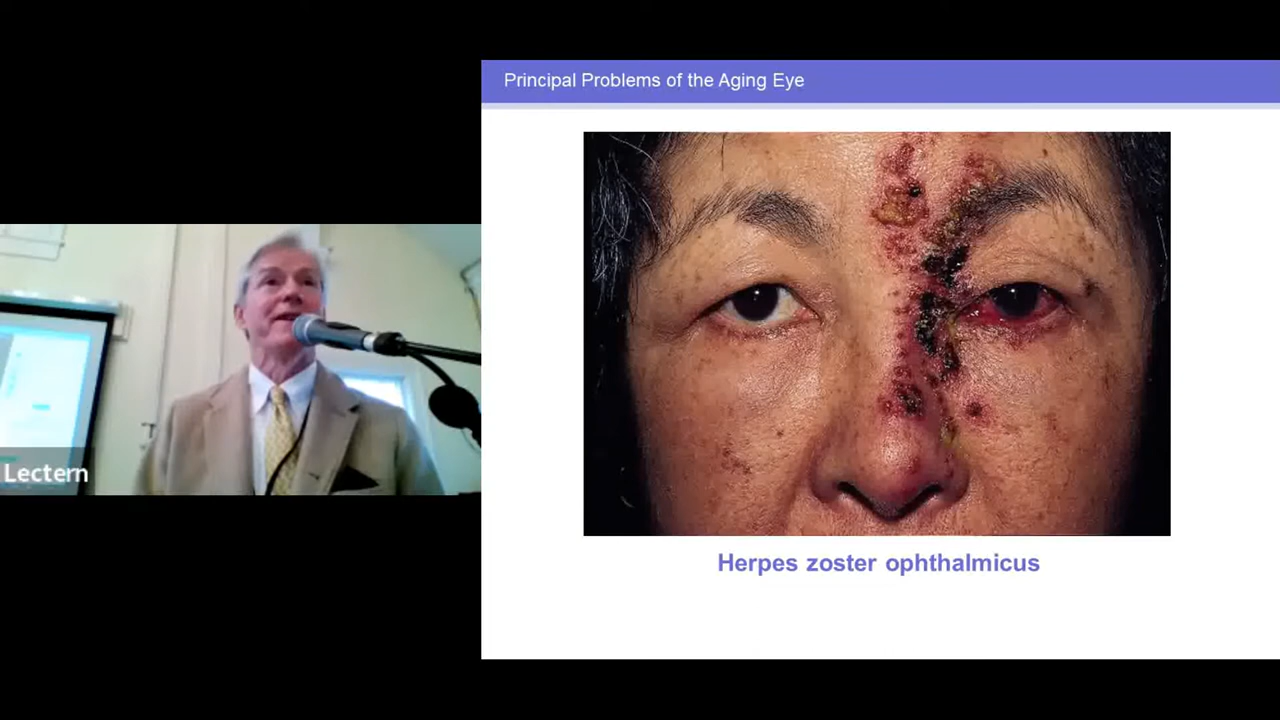 Principal Problems of the Aging Eye
Lectern
Herpes zoster ophthalmicus